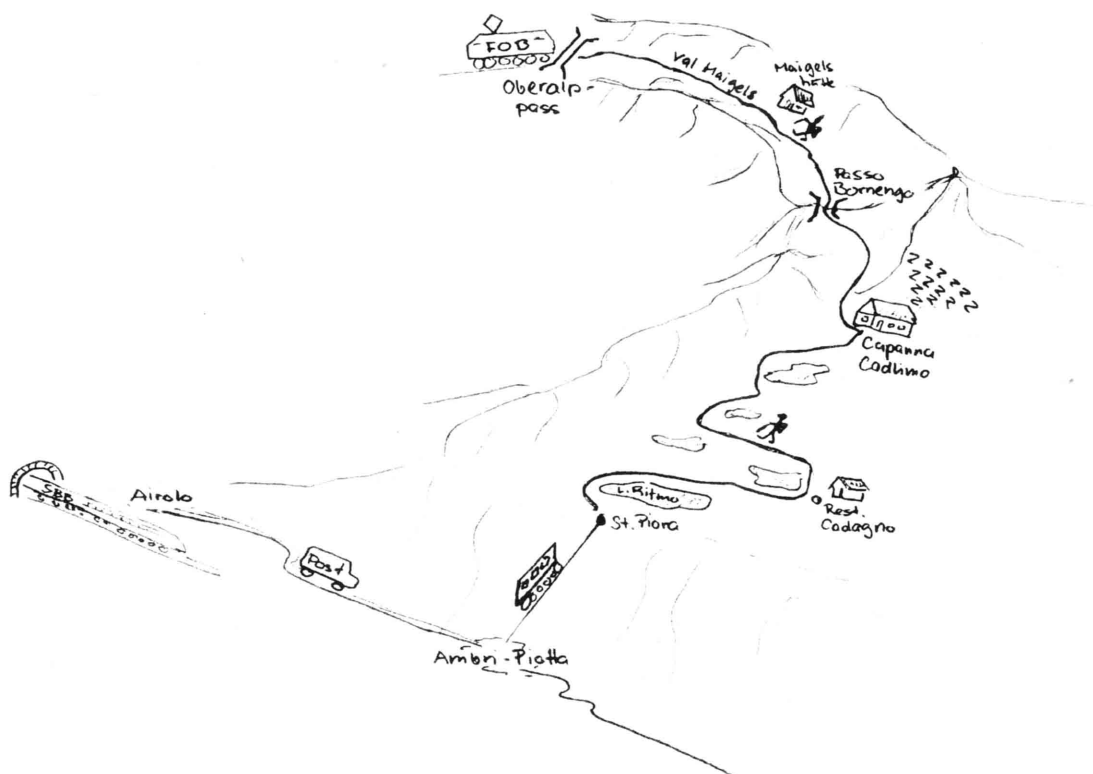 FOB
Oberalp-
pass
Val Maigels
Maigels
hütte
Passo
Bornengo
z z z z z z
z z z z z
z z z z
z z z z
Capanna
Cadlimo
L. Ritmo
Rest.
Cadagno
St. Piora
SBB
Airolo
Post
Ambri-Piotta